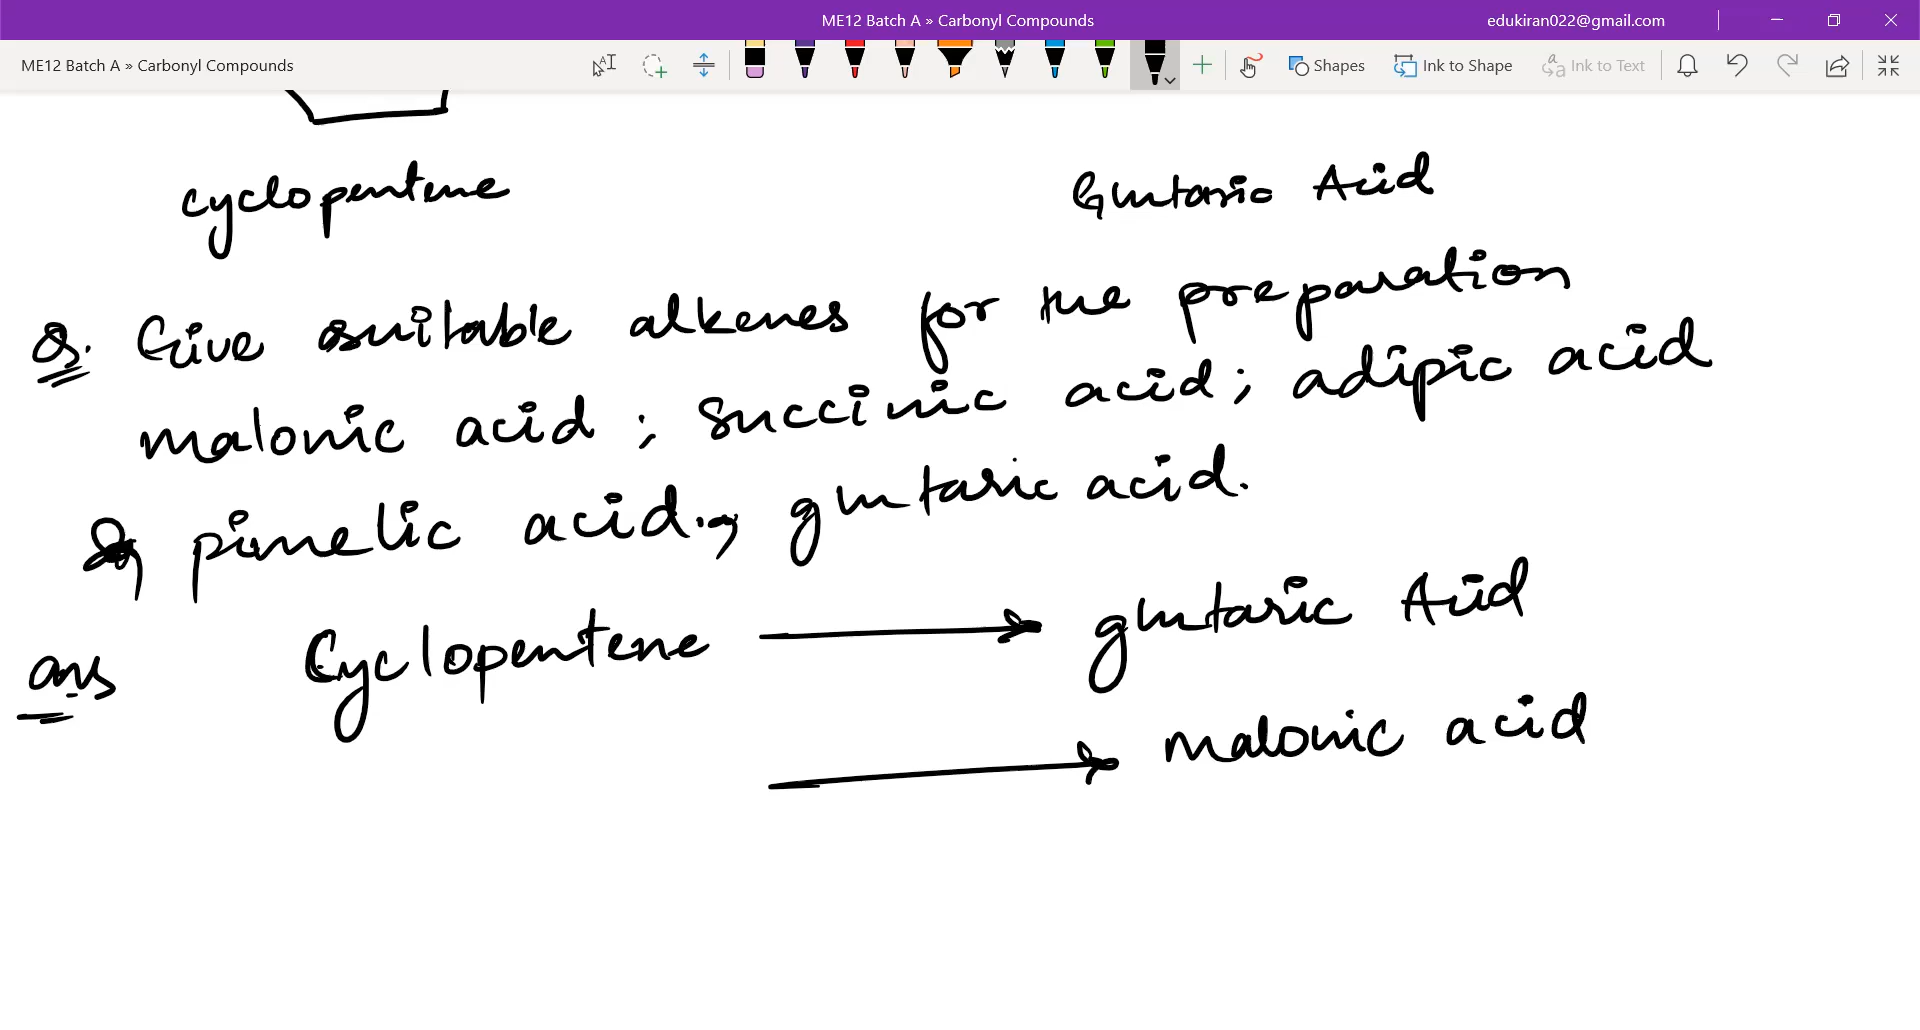 ME12 Batch A » Carbonyl Compounds
edukiran022@gmail.com
ME12 Batch A » Carbonyl Compounds
Shapes
Ink to Shape
Ink to Text
cyclopentene
Glutaric Acid
Q. Give suitable alkenes for the preparation
malonic acid ; succinic acid ; adipic acid
& pimelic acid, glutaric acid.
ans Cyclopentene → glutaric Acid
→ malonic acid